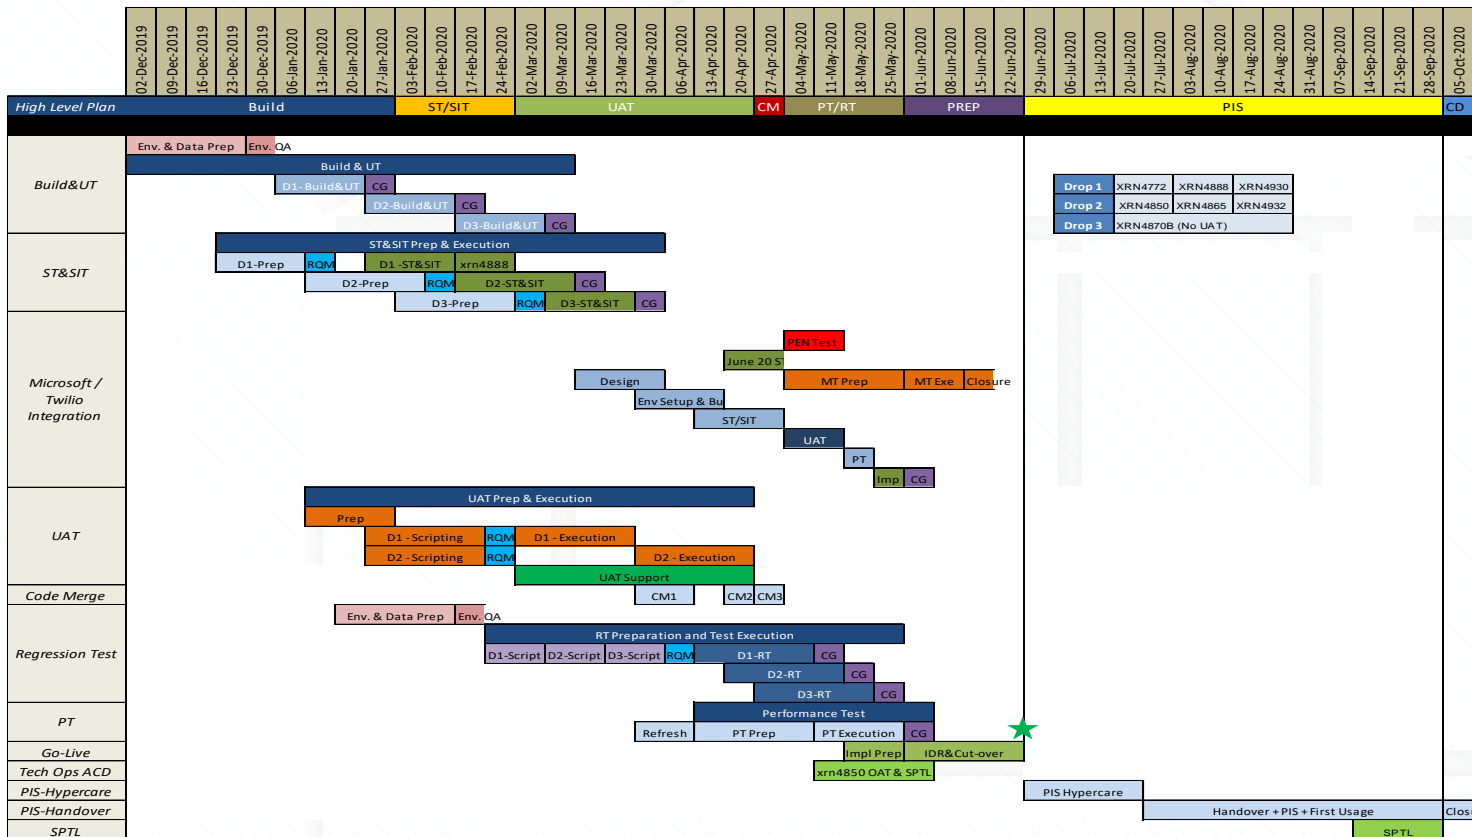 02-Dec-2019 09-Dec-2019 16-Dec-2019 23-Dec-2019 30-Dec-2019 06-Jan-2020 13-Jan-2020 20-Jan-2020 27-Jan-2020 03-Feb-2020 10-Feb-2020 17-Feb-2020 24-Feb-2020 02-Mar-2020 09-Mar-2020 16-Mar-2020 23-Mar-2020 30-Mar-2020 06-Apr-2020 13-Apr-2020 20-Apr-2020 27-Apr-2020 04-May-2020 11-May-2020 18-May-2020 25-May-2020 01-Jun-2020 08-Jun-2020 15-Jun-2020 22-Jun-2020 29-Jun-2020 06-Jul-2020 13-Jul-2020 20-Jul-2020 27-Jul-2020 03-Aug-2020 10-Aug-2020 17-Aug-2020 24-Aug-2020 31-Aug-2020 07-Sep-2020 14-Sep-2020 21-Sep-2020 28-Sep-2020 05-Oct-2020
High Level Plan Build ST/SIT UAT CM PT/RT PREP PIS CD
Env. & Data Prep Env. QA
Build & UT
Build&UT
D1- Build&UT CG
Drop 1 XRN4772 XRN4888 XRN4930
D2-Build&UT CG
Drop 2 XRN4850 XRN4865 XRN4932
D3-Build&UT CG
Drop 3 XRN4870B (No UAT)
ST&SIT Prep & Execution
ST&SIT
D1-Prep RQM D1 -ST&SIT xrn4888
D2-Prep RQM D2-ST&SIT CG
D3-Prep RQM D3-ST&SIT CG
PEN Test
June 20 ST
Microsoft /
Twilio
Integration
Design MT Prep MT Exe Closure
Env Setup & Bu
ST/SIT
UAT
PT
Imp CG
UAT Prep & Execution
Prep
UAT
D1 - Scripting RQM D1 - Execution
D2 - Scripting RQM D2 - Execution
UAT Support
Code Merge CM1 CM2 CM3
Env. & Data Prep Env. QA
RT Preparation and Test Execution
Regression Test
D1-Script D2-Script D3-Script RQM D1-RT CG
D2-RT CG
D3-RT CG
Performance Test
PT
Refresh PT Prep PT Execution CG
Go-Live Impl Prep IDR&Cut-over
Tech Ops ACD xrn4850 OAT & SPTL
PIS-Hypercare PIS Hypercare
PIS-Handover Handover + PIS + First Usage Closu
SPTL SPTL